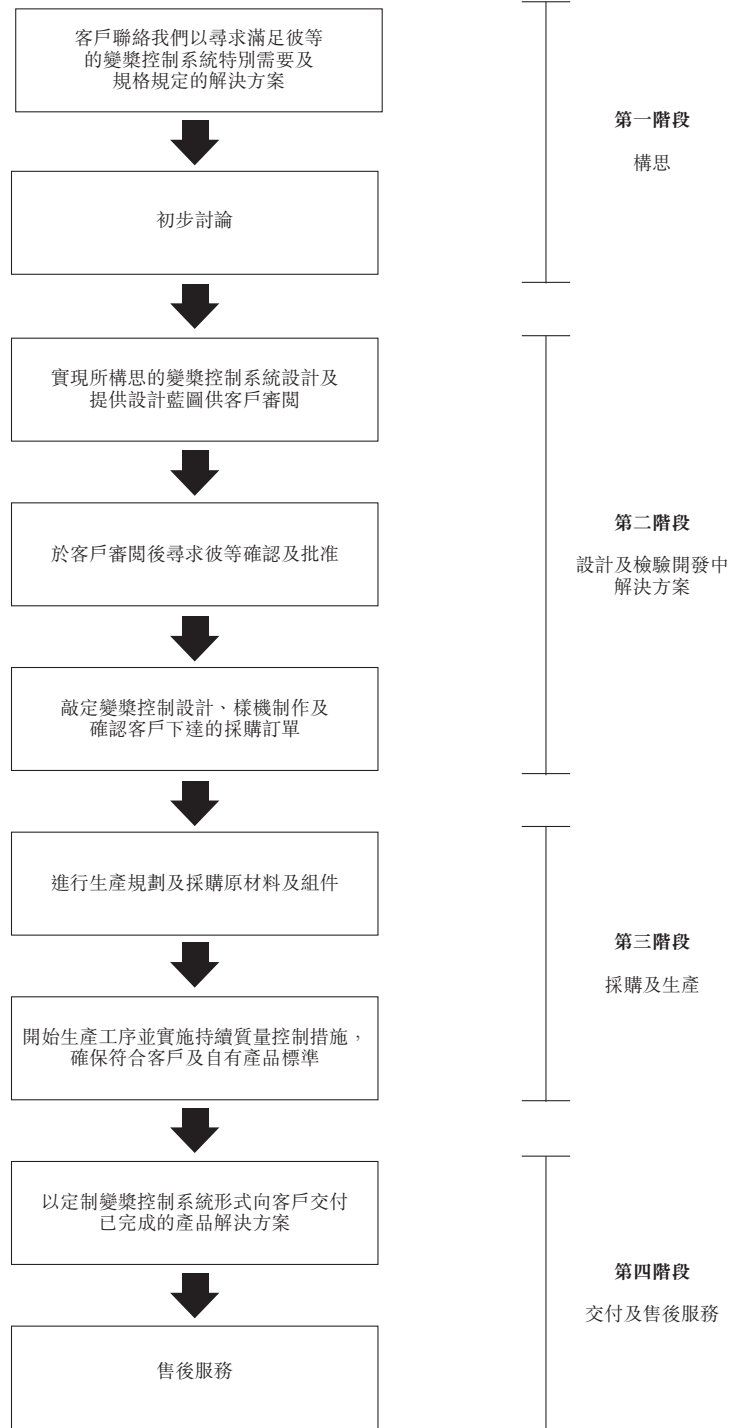 客戶聯絡我們以尋求滿足彼等
的變槳控制系統特別需要及
規格規定的解決方案
第一階段
構思
初步討論
實現所構思的變槳控制系統設計及
提供設計藍圖供客戶審閱
於客戶審閱後尋求彼等確認及批准
第二階段
設計及檢驗開發中
解決方案
敲定變槳控制設計、樣機制作及
確認客戶下達的採購訂單
進行生產規劃及採購原材料及組件
第三階段
採購及生產
開始生產工序並實施持續質量控制措施，
確保符合客戶及自有產品標準
以定制變槳控制系統形式向客戶交付
已完成的產品解決方案
第四階段
交付及售後服務
售後服務